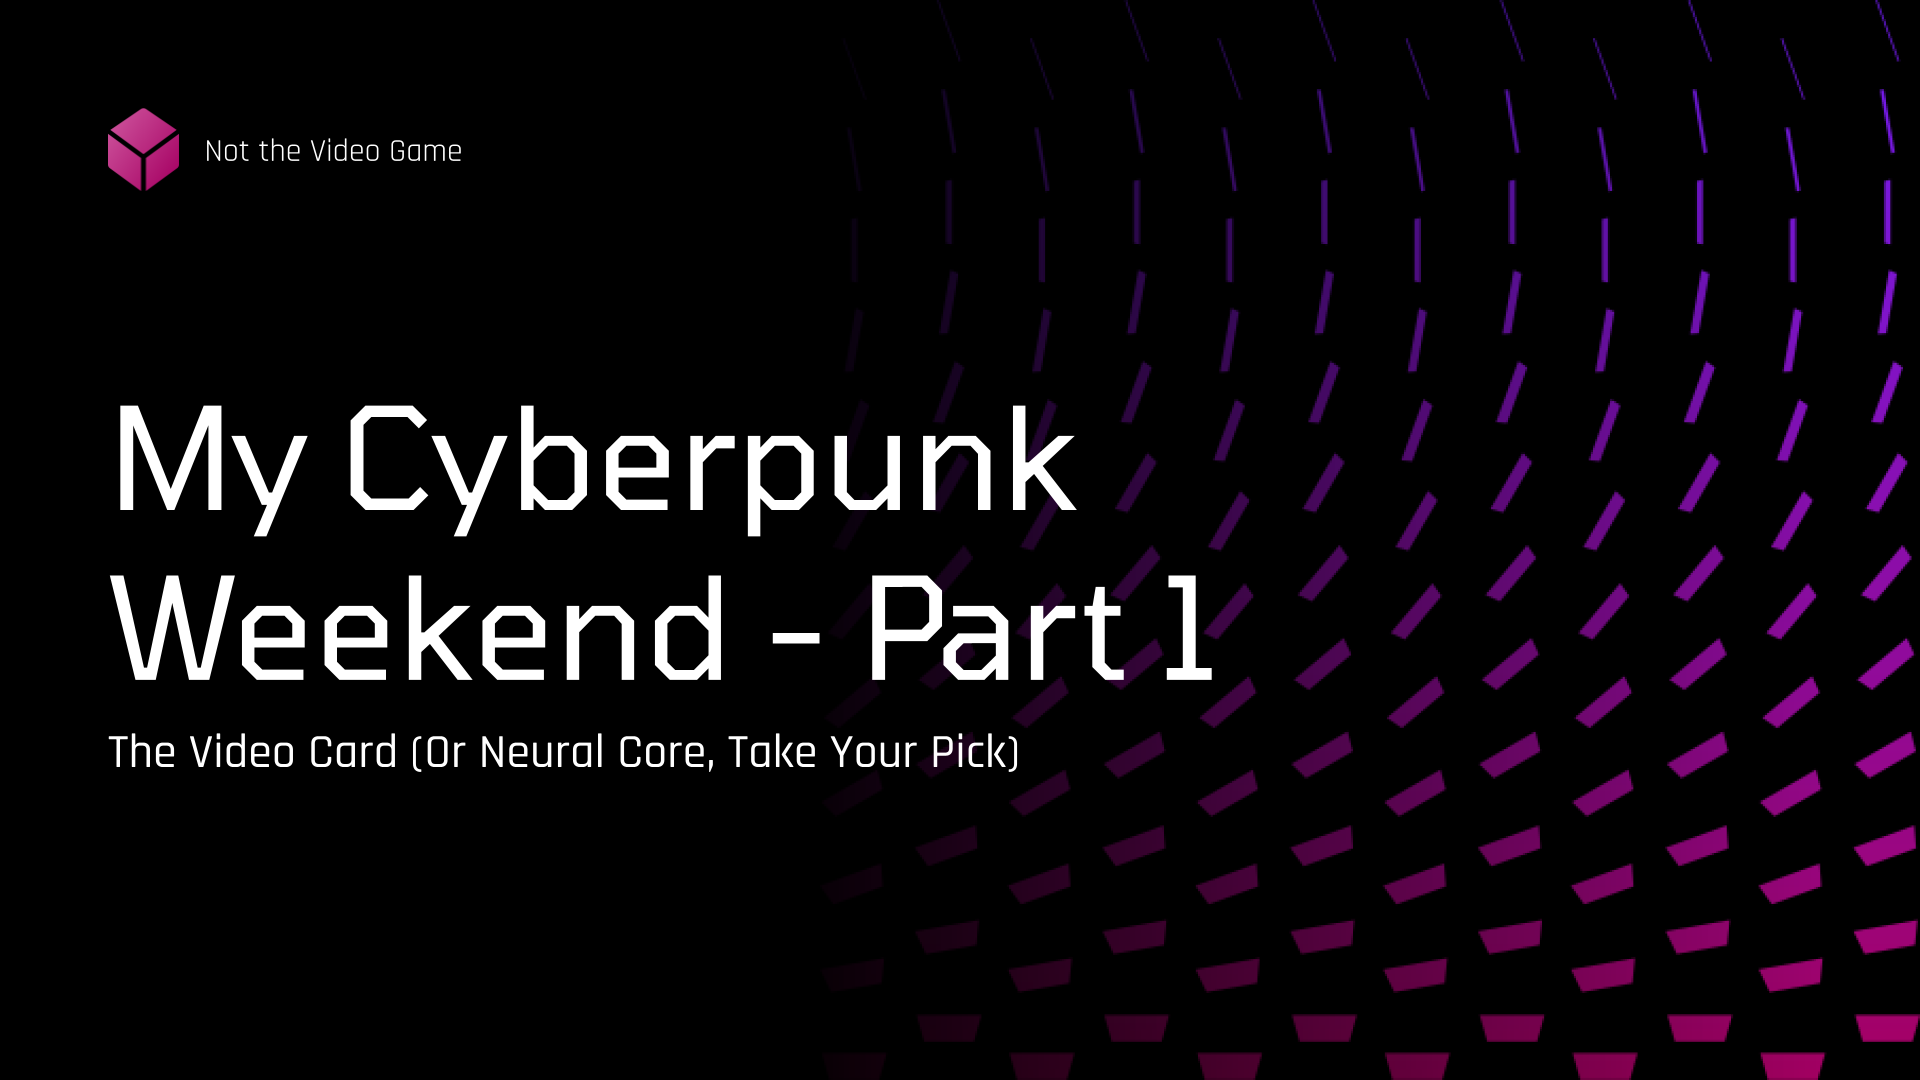 Not the Video Game
My Cyberpunk
Weekend - Part 1
The Video Card (Or Neural Core, Take Your Pick)